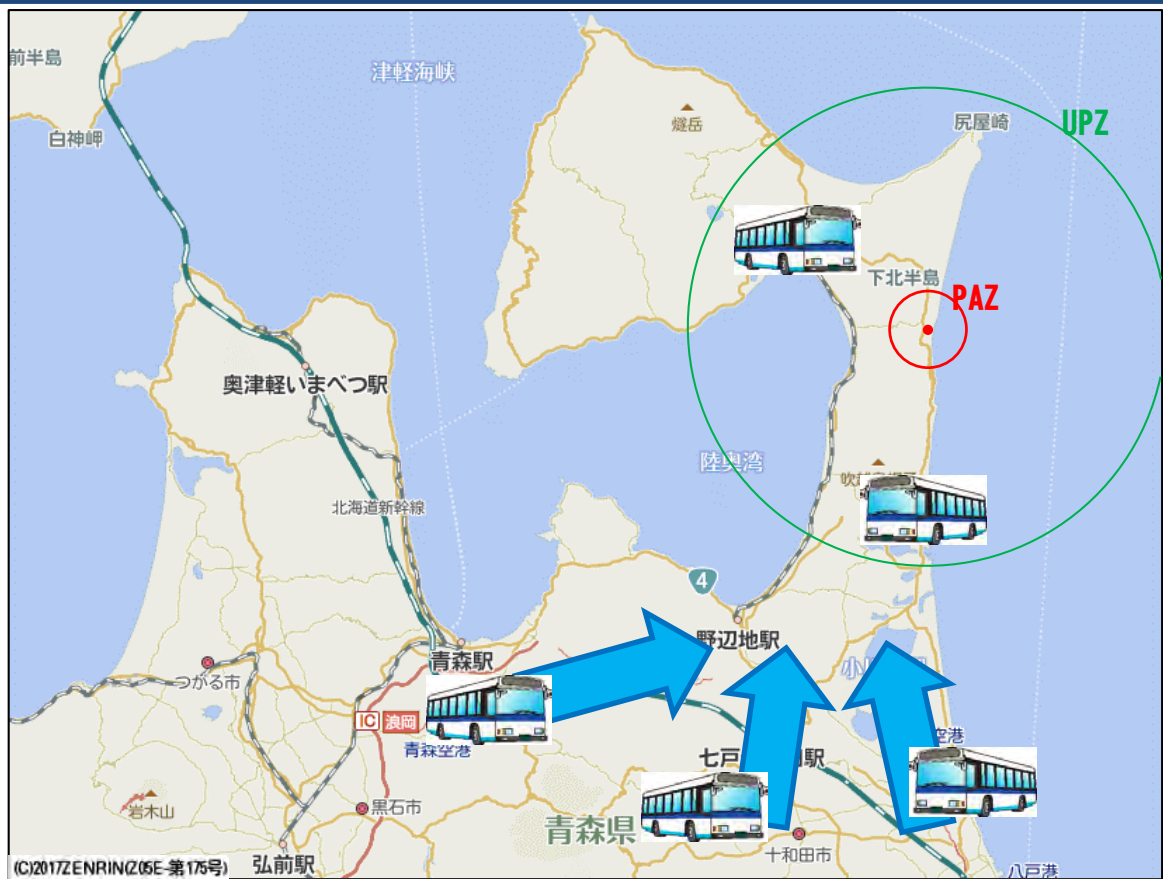 前半島
津軽海峡
白神岬
燧岳
尻屋崎
UPZ
下北半島
PAZ
奥津軽いまべつ駅
陸奥湾
北海道新幹線
4
野辺地駅
青森駅
つがる市
IC 浪岡
青森空港
空港
七戸
駅
岩木山
黒石市
青森県
十和田市
弘前駅
八戸港
(C)2017ZENRIN(Z05E-第175号)